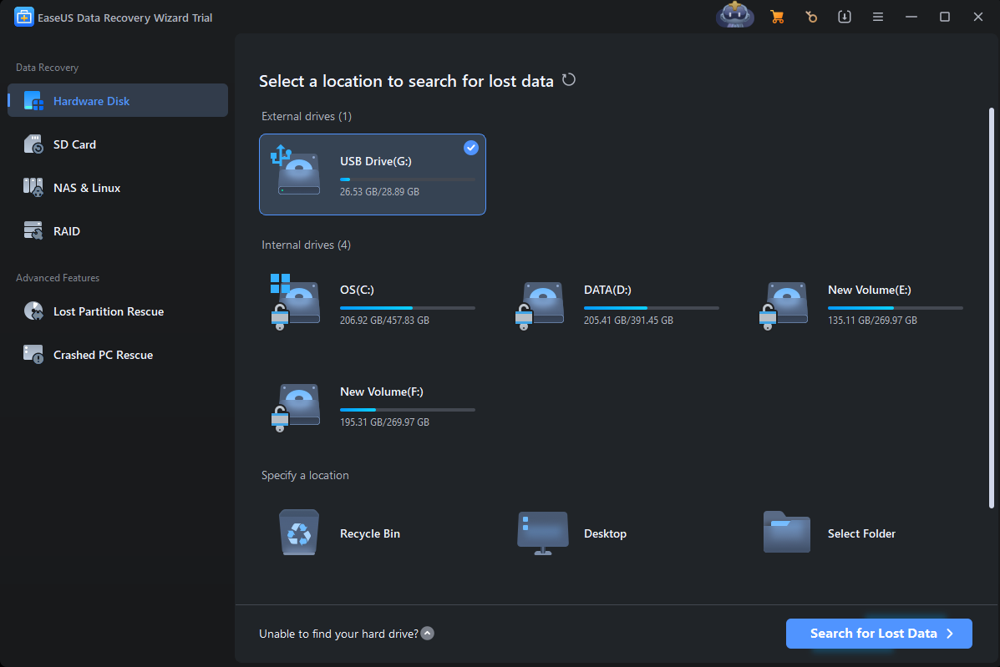 EaseUS Data Recovery Wizard Trial
Data Recovery
Hardware Disk
SD Card
NAS & Linux
RAID
Advanced Features
Lost Partition Rescue
Crashed PC Rescue
Select a location to search for lost data
External drives (1)
USB Drive(G:)
26.53 GB/28.89 GB
Internal drives (4)
OS(C:)
206.92 GB/457.83 GB
DATA(D:)
205.41 GB/391.45 GB
New Volume(E:)
135.11 GB/269.97 GB
New Volume(F:)
195.31 GB/269.97 GB
Specify a location
Recycle Bin
Desktop
Select Folder
Unable to find your hard drive?
Search for Lost Data